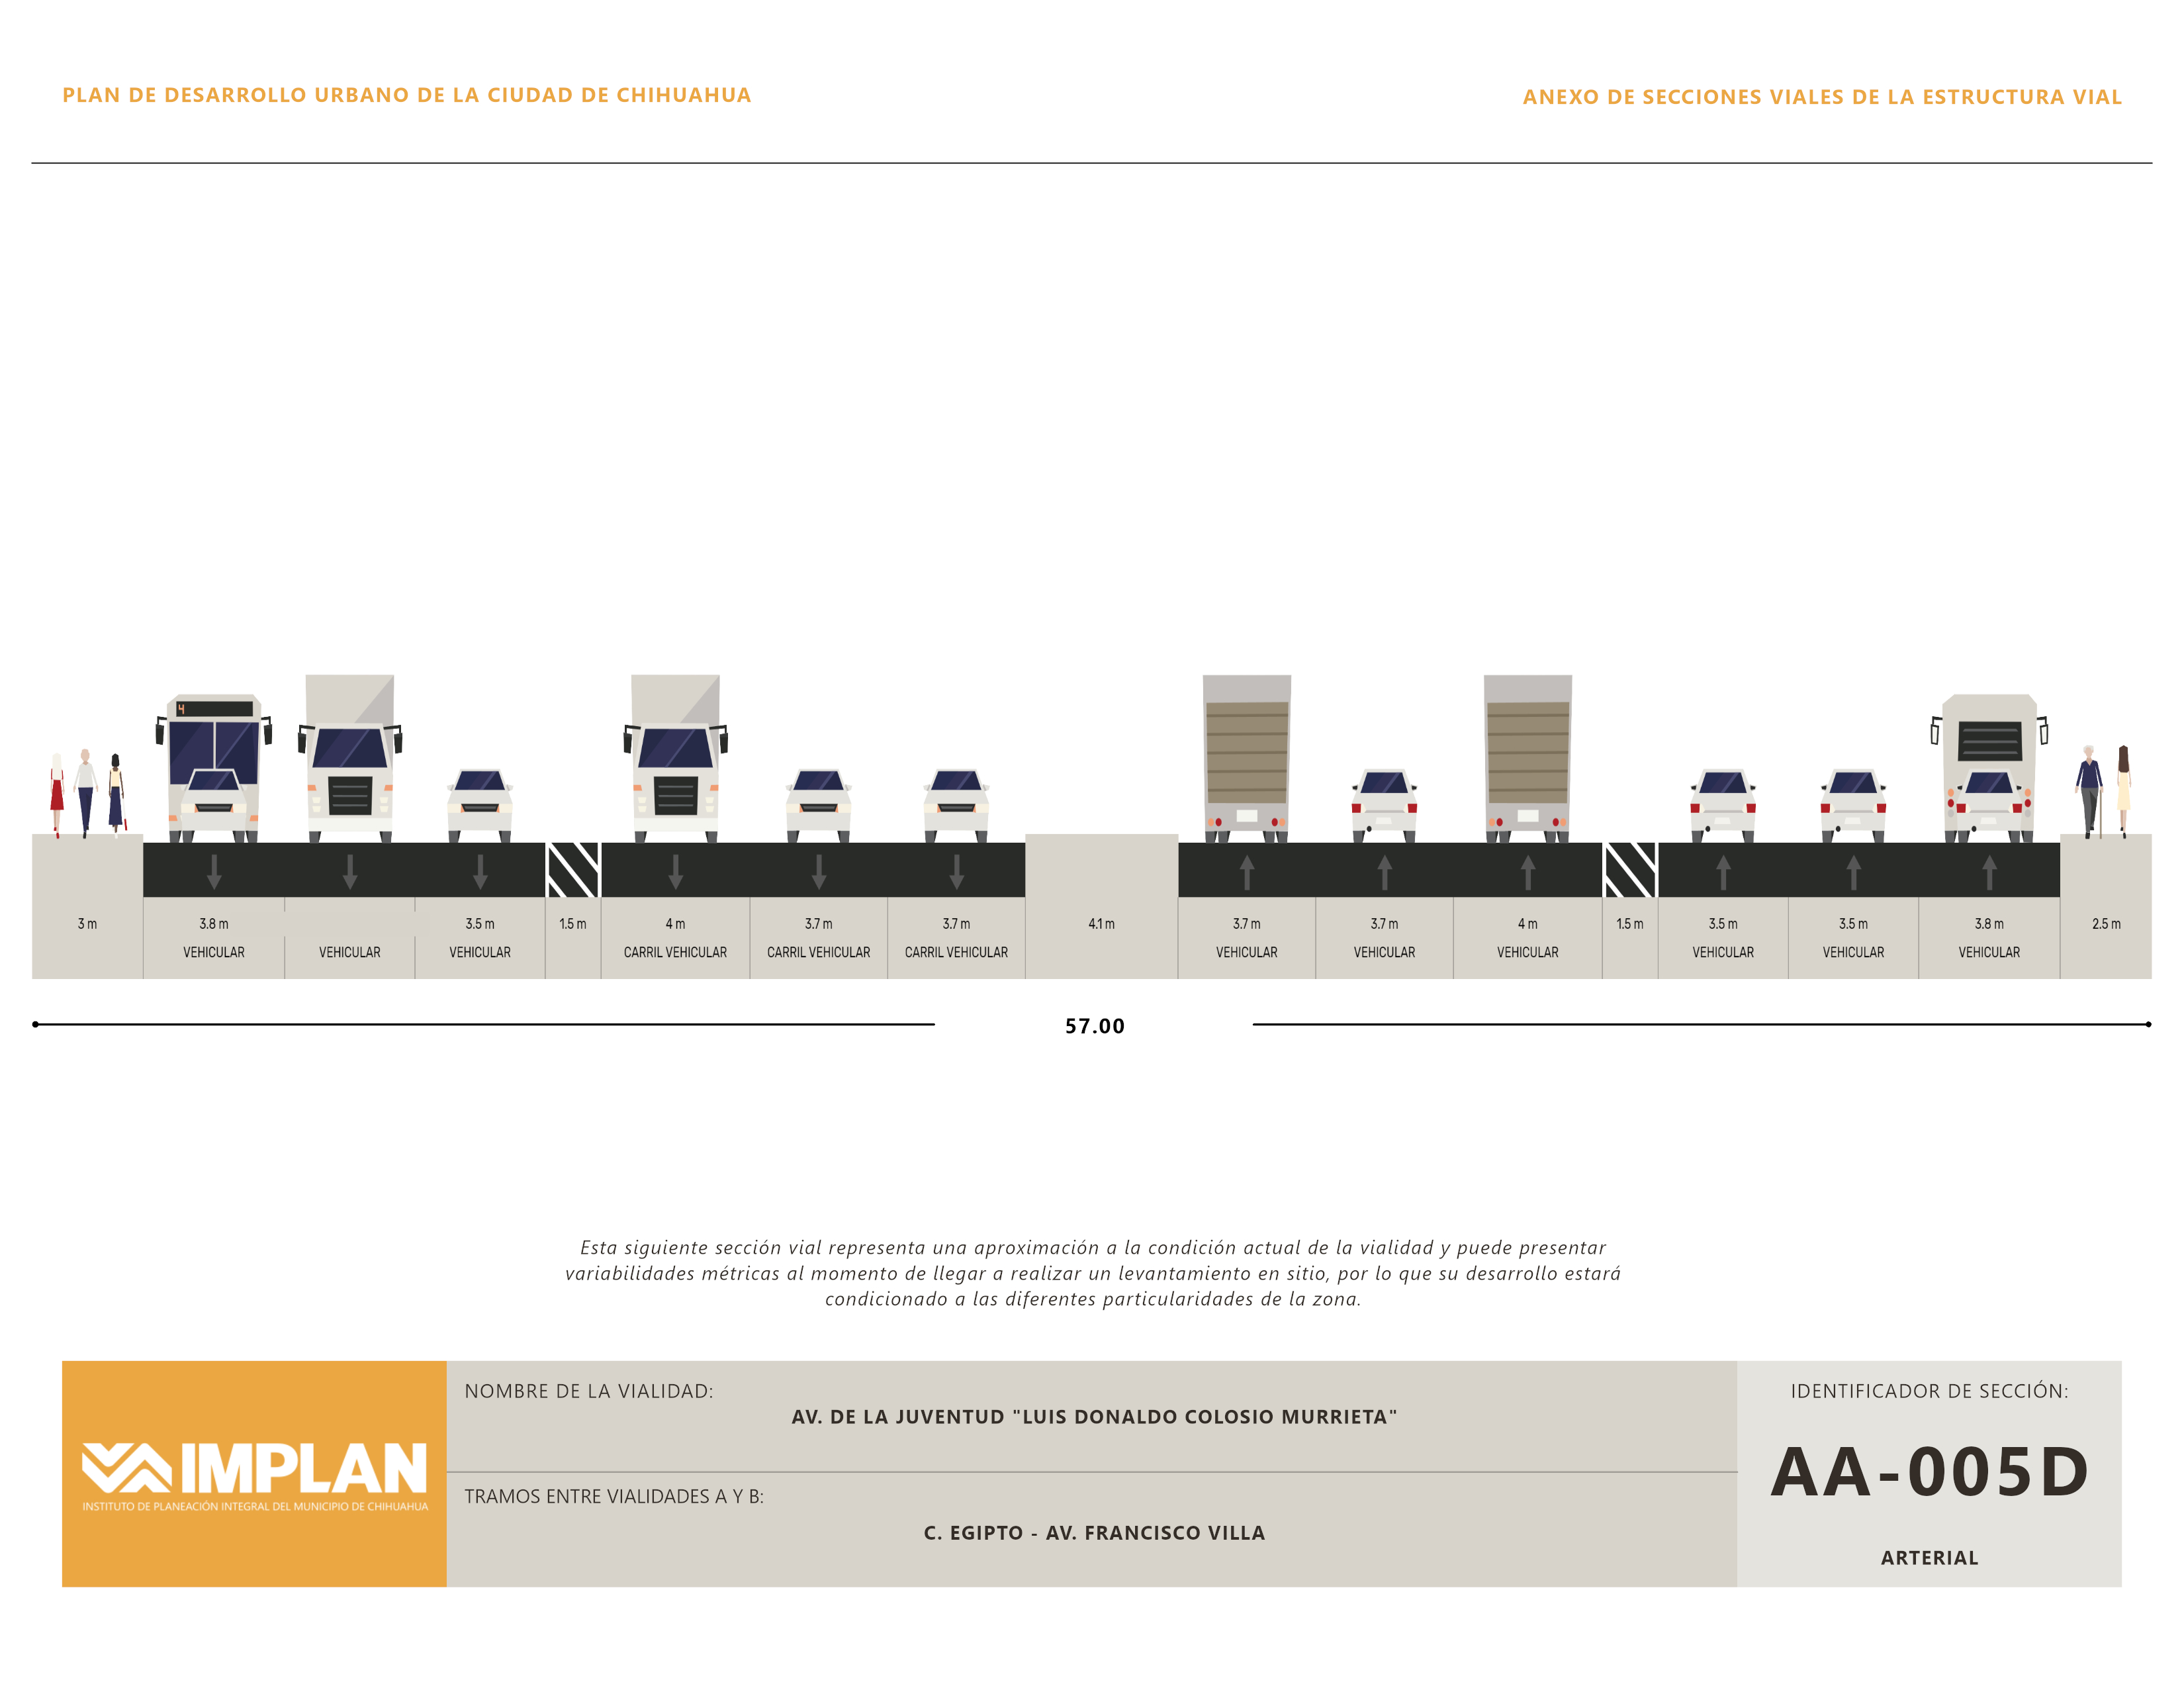 PLAN DE DESARROLLO URBANO DE LA CIUDAD DE CHIHUAHUA
ANEXO DE SECCIONES VIALES DE LA ESTRUCTURA VIAL
4
3 m 3.8 m 3.5 m 1.5 m 4 m 3.7 m 3.7 m 4.1 m 3.7 m 3.7 m 4 m 1.5 m 3.5 m 3.5 m 3.8 m 2.5 m
VEHICULAR VEHICULAR VEHICULAR CARRIL VEHICULAR CARRIL VEHICULAR CARRIL VEHICULAR VEHICULAR VEHICULAR VEHICULAR VEHICULAR VEHICULAR VEHICULAR
57.00
Esta siguiente sección vial representa una aproximación a la condición actual de la vialidad y puede presentar
variabilidades métricas al momento de llegar a realizar un levantamiento en sitio, por lo que su desarrollo estará
condicionado a las diferentes particularidades de la zona.
IMPLAN
INSTITUTO DE PLANEACIÓN INTEGRAL DEL MUNICIPIO DE CHIHUAHUA
NOMBRE DE LA VIALIDAD:
AV. DE LA JUVENTUD "LUIS DONALDO COLOSIO MURRIETA"
TRAMOS ENTRE VIALIDADES A Y B:
C. EGIPTO - AV. FRANCISCO VILLA
IDENTIFICADOR DE SECCIÓN:
AA-005D
ARTERIAL